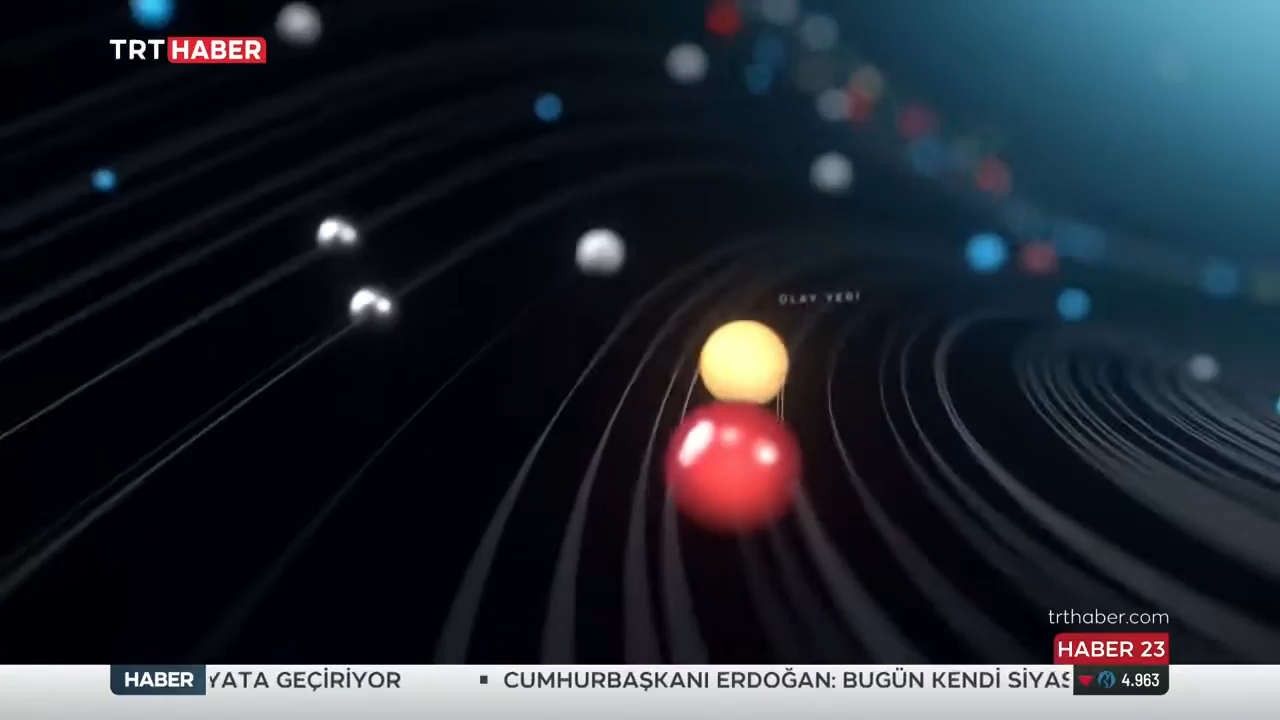 TRT HABER
OLAY YERİ
trthaber.com
HABER 23
HABER YATA GEÇİRİYOR ▪ CUMHURBAŞKANI ERDOĞAN: BUGÜN KENDİ SİYAS 4.963